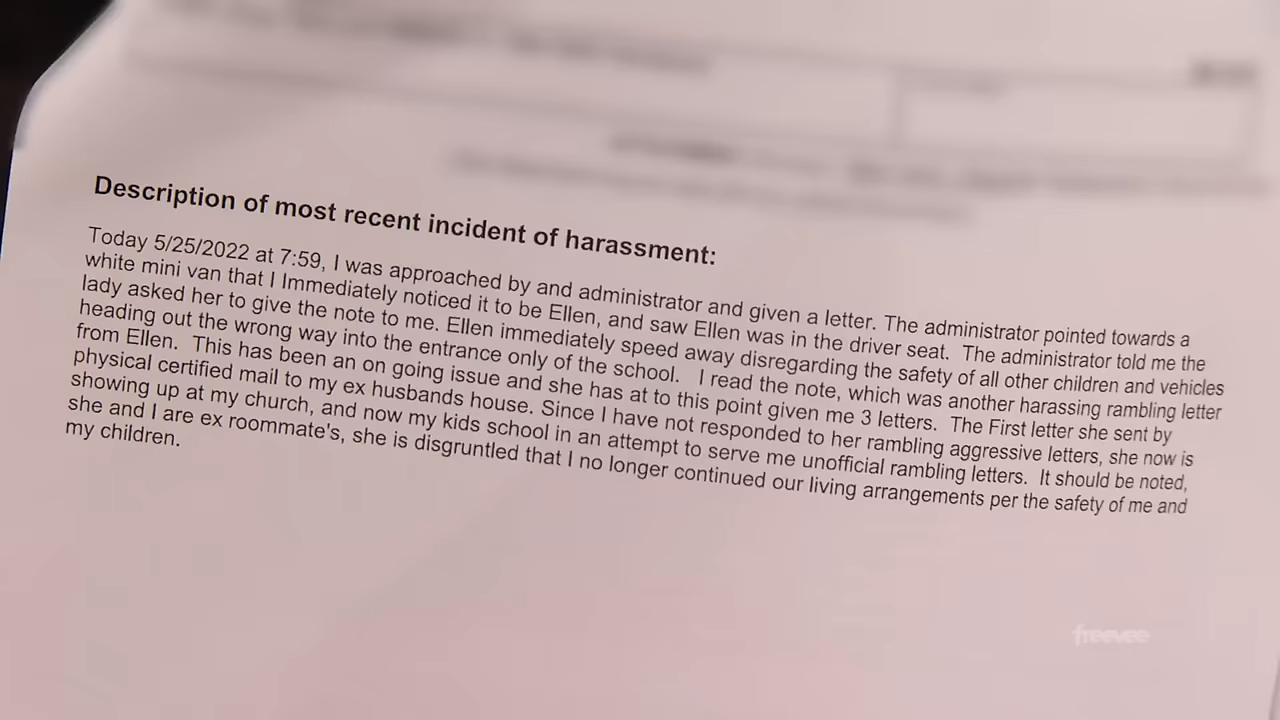 Description of most recent incident of harassment:
Today 5/25/2022 at 7:59, I was approached by and administrator and given a letter. The administrator pointed towards a
white mini van that I Immediately noticed it to be Ellen, and saw Ellen was in the driver seat. The administrator told me the
lady asked her to give the note to me. Ellen immediately speed away disregarding the safety of all other children and vehicles
heading out the wrong way into the entrance only of the school. I read the note, which was another harassing rambling letter
from Ellen. This has been an on going issue and she has at to this point given me 3 letters. The First letter she sent by
physical certified mail to my ex husbands house. Since I have not responded to her rambling aggressive letters, she now is
showing up at my church, and now my kids school in an attempt to serve me unofficial rambling letters. It should be noted,
she and I are ex roommate's, she is disgruntled that I no longer continued our living arrangements per the safety of me and
my children.
freevee